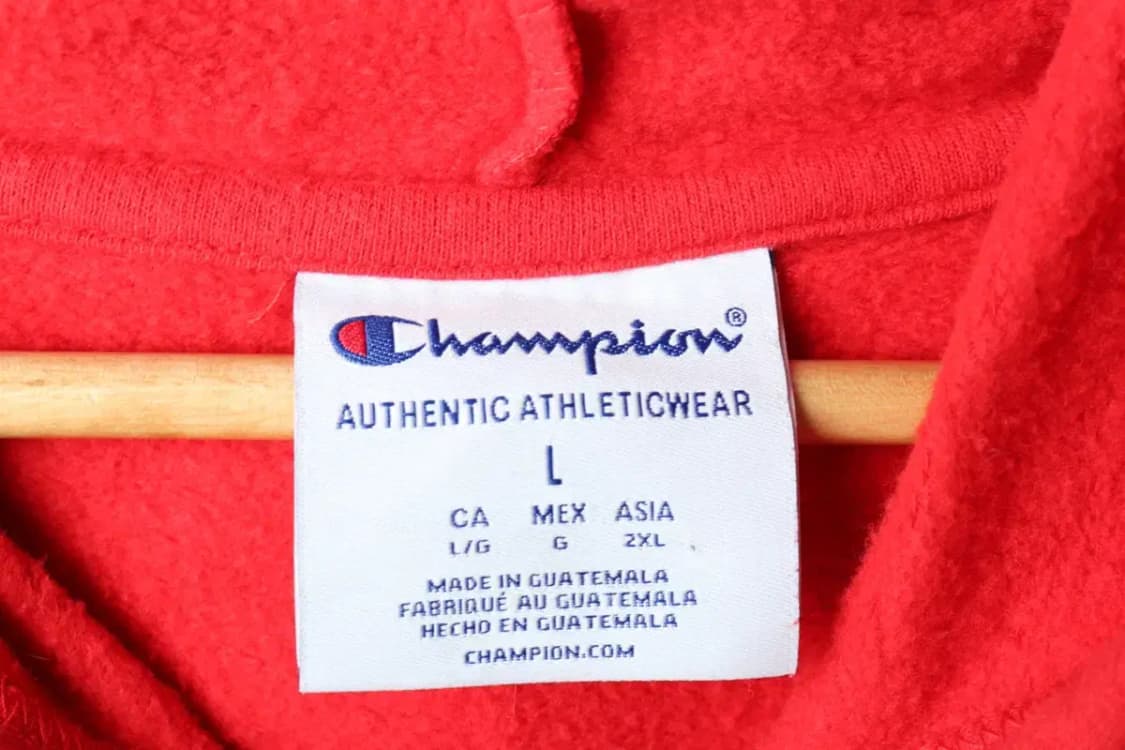 Champion®
AUTHENTIC ATHLETICWEAR
L
CA MEX ASIA
L/G G 2XL
MADE IN GUATEMALA
FABRIQUÉ AU GUATEMALA
HECHO EN GUATEMALA
CHAMPION.COM